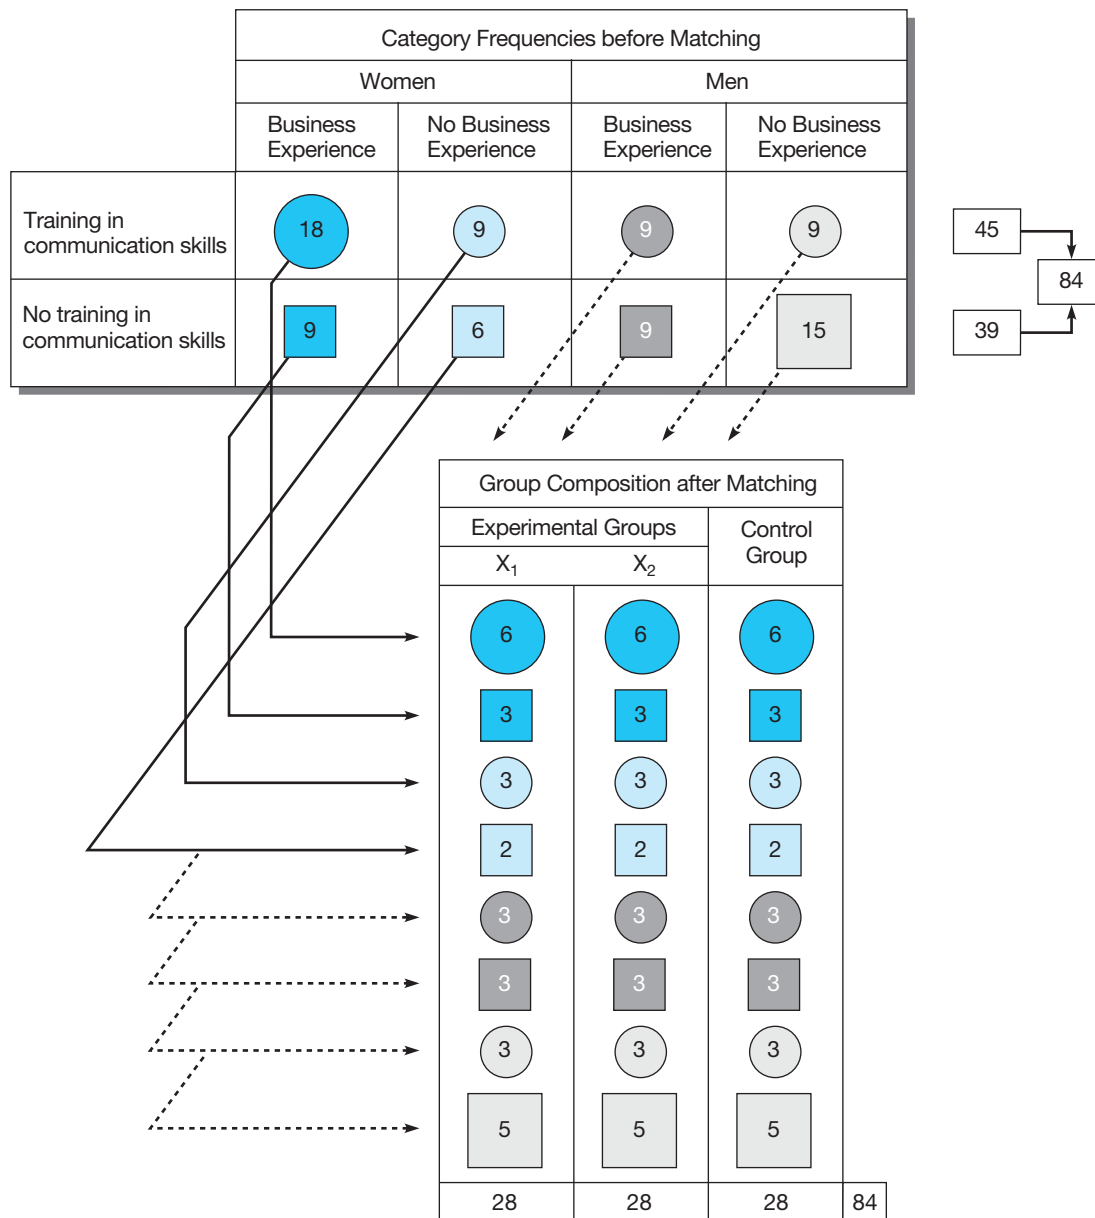 Category Frequencies before Matching
Women Men
Business Experience No Business Experience Business Experience No Business Experience
Training in
communication skills
18 9 9 9
45
84
No training in
communication skills
9 6 9 15
39
Group Composition after Matching
Experimental Groups
Control
Group
X₁ X₂
6 6 6
3 3 3
3 3 3
2 2 2
3 3 3
3 3 3
3 3 3
5 5 5
28 28 28 84